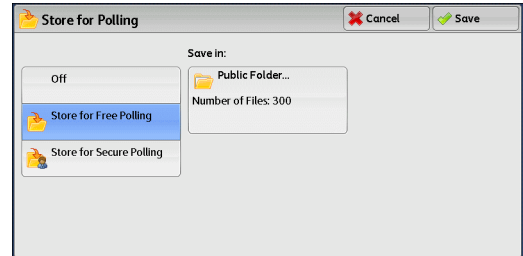 Store for Polling
Cancel
Save
Save in:
Off
Store for Free Polling
Store for Secure Polling
Public Folder...
Number of Files: 300